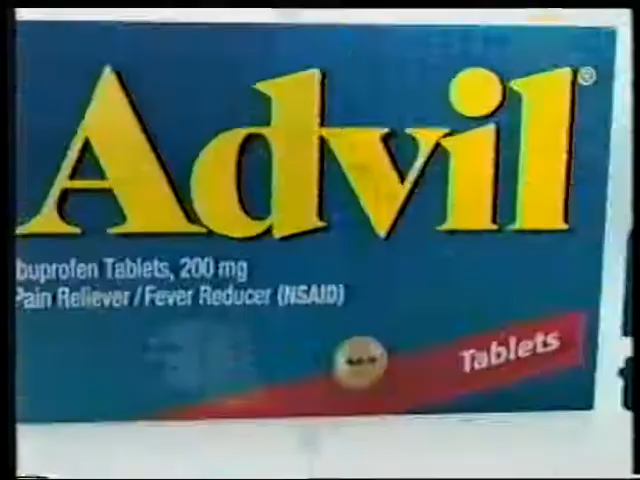 Advil®
buprofen Tablets, 200 mg
Pain Reliever / Fever Reducer (NSAID)
Tablets